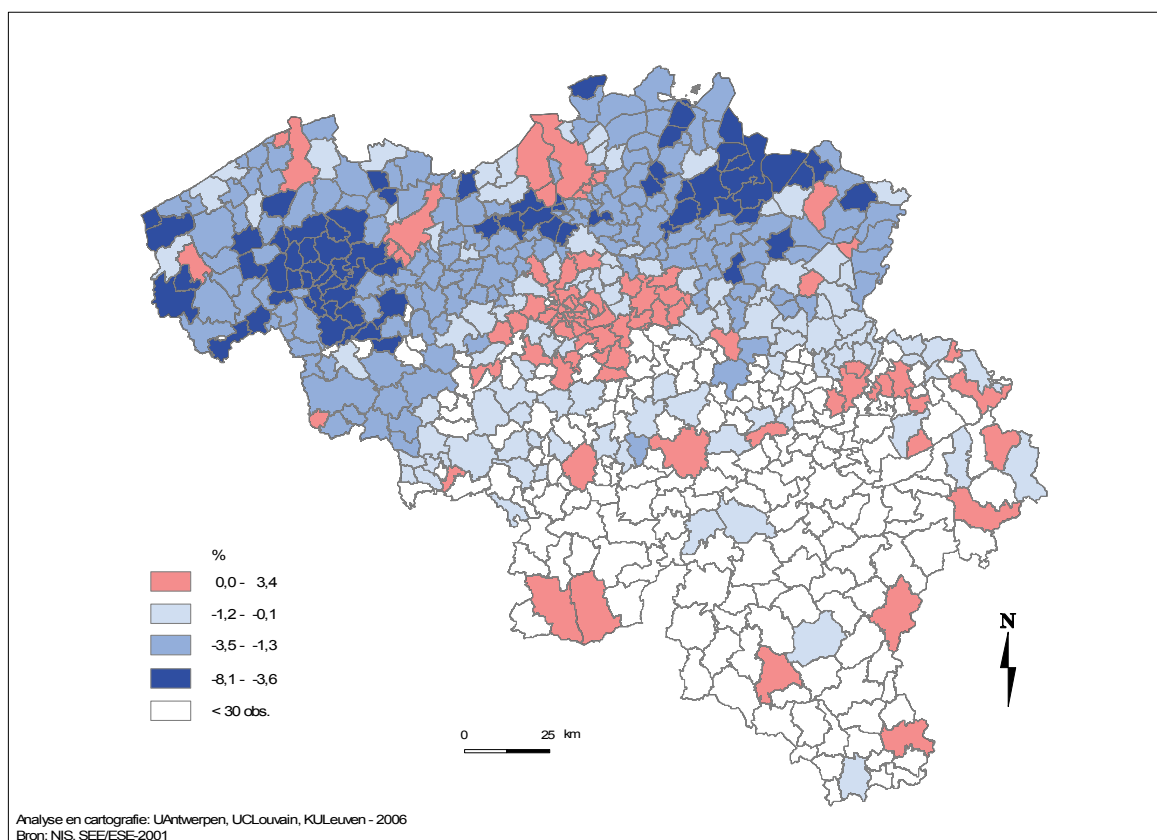 %
0,0 - 3,4
-1,2 - -0,1
-3,5 - -1,3
-8,1 - -3,6
< 30 obs.
N
0 25 km
Analyse en cartografie: UAntwerpen, UCLouvain, KULeuven - 2006
Bron: NIS, SEE/ESE-2001